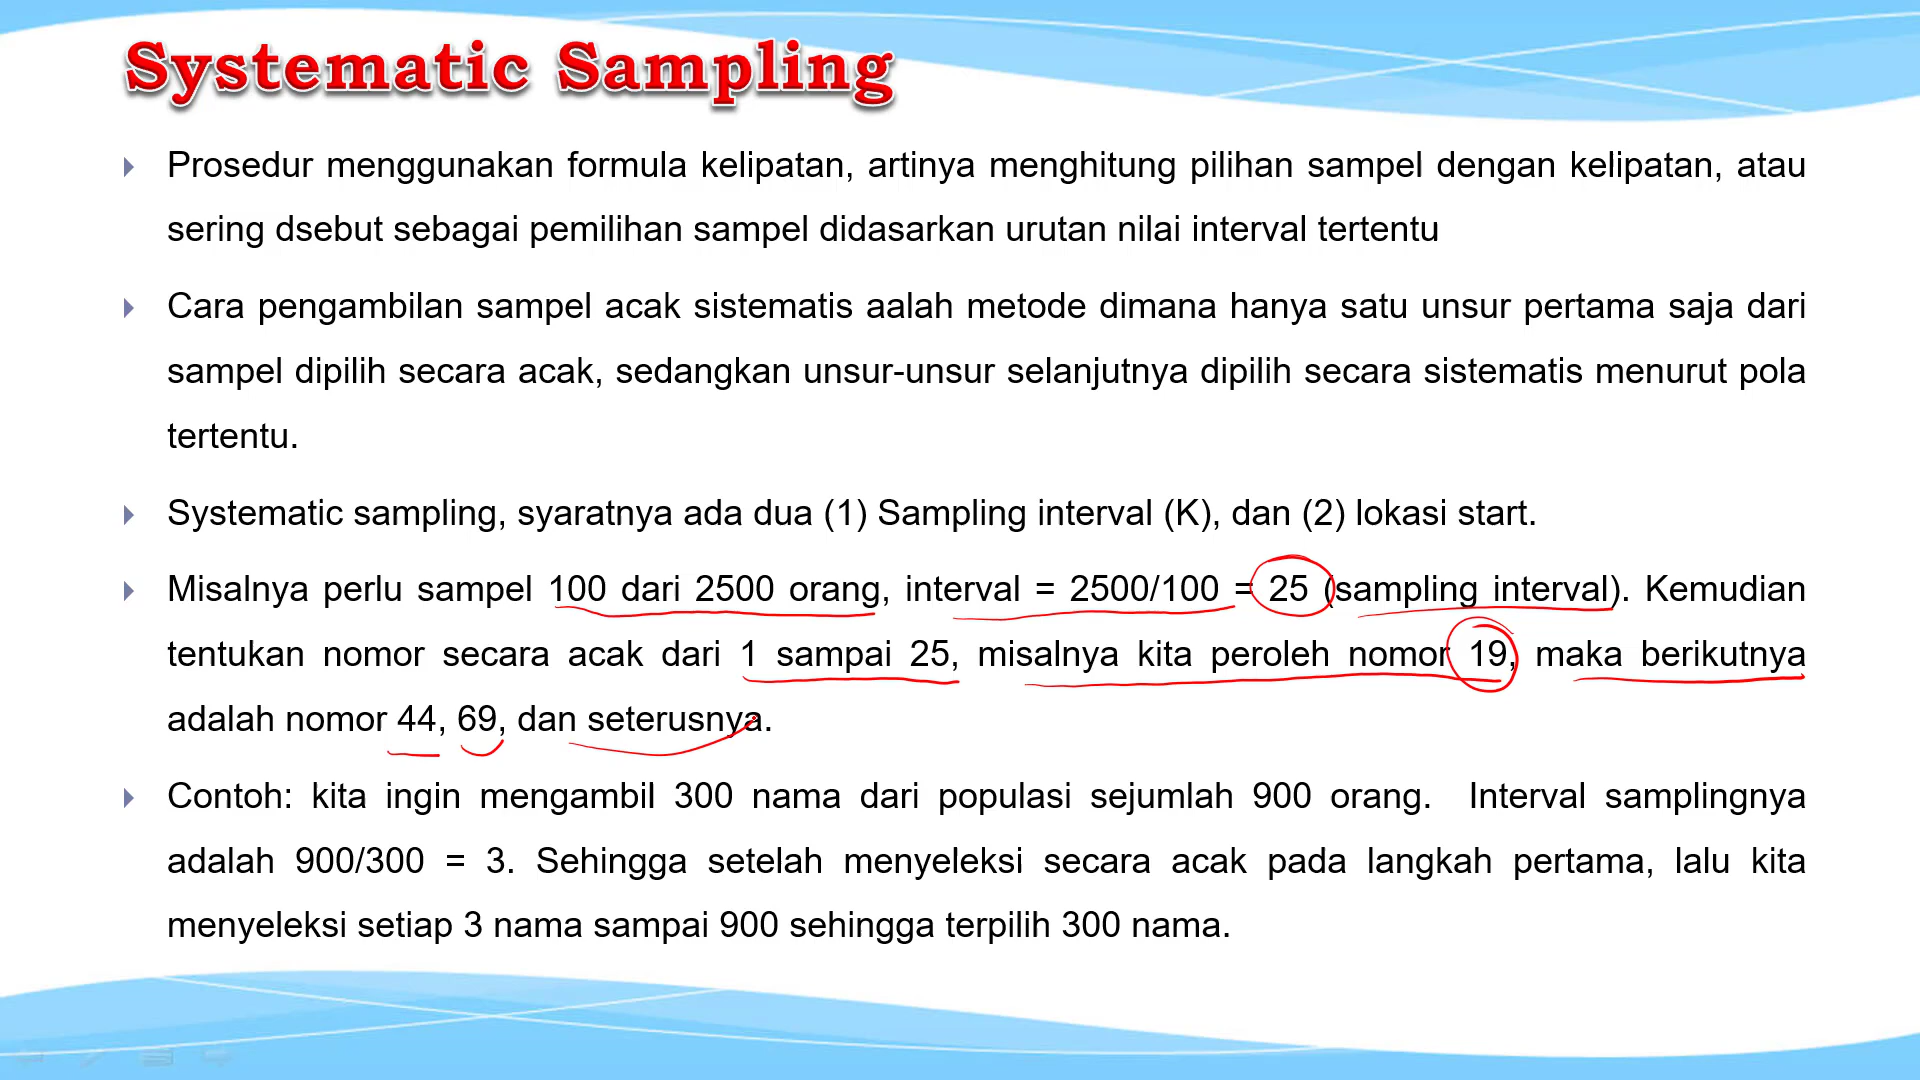 Systematic Sampling
Prosedur menggunakan formula kelipatan, artinya menghitung pilihan sampel dengan kelipatan, atau
sering dsebut sebagai pemilihan sampel didasarkan urutan nilai interval tertentu
Cara pengambilan sampel acak sistematis aalah metode dimana hanya satu unsur pertama saja dari
sampel dipilih secara acak, sedangkan unsur-unsur selanjutnya dipilih secara sistematis menurut pola
tertentu.
Systematic sampling, syaratnya ada dua (1) Sampling interval (K), dan (2) lokasi start.
Misalnya perlu sampel 100 dari 2500 orang, interval = 2500/100 = 25 (sampling interval). Kemudian
tentukan nomor secara acak dari 1 sampai 25, misalnya kita peroleh nomor 19, maka berikutnya
adalah nomor 44, 69, dan seterusnya.
Contoh: kita ingin mengambil 300 nama dari populasi sejumlah 900 orang. Interval samplingnya
adalah 900/300 = 3. Sehingga setelah menyeleksi secara acak pada langkah pertama, lalu kita
menyeleksi setiap 3 nama sampai 900 sehingga terpilih 300 nama.